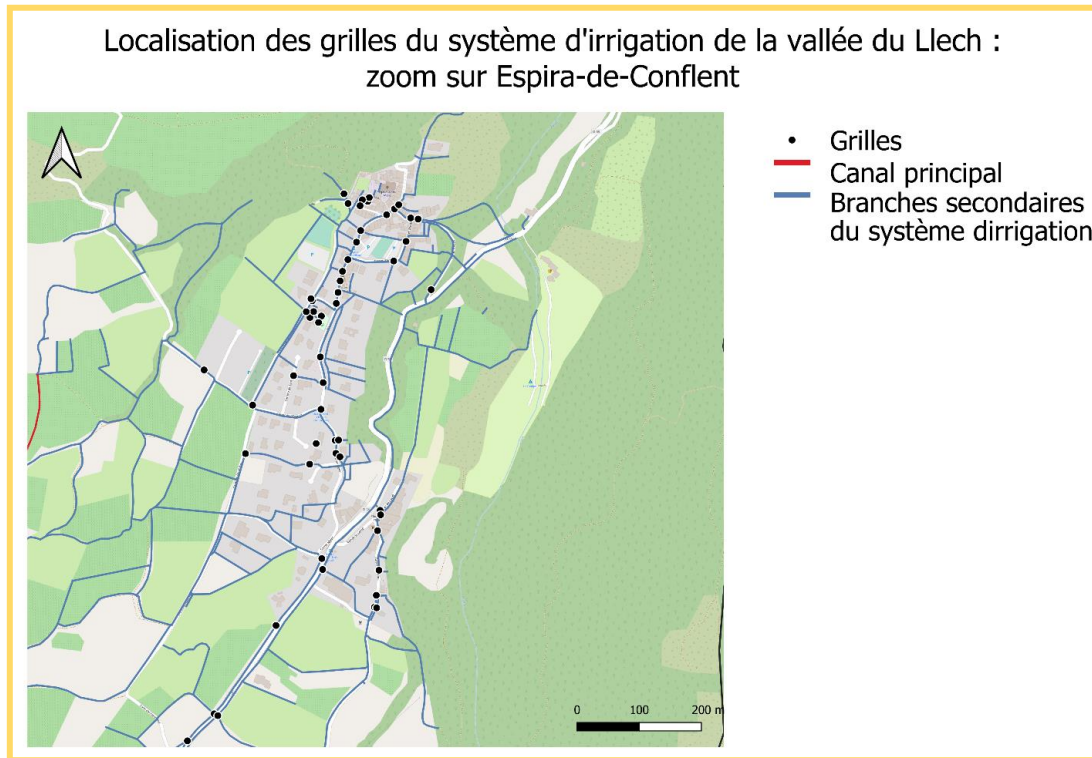 Localisation des grilles du système d'irrigation de la vallée du Llech :
zoom sur Espira-de-Conflent
Grilles
Canal principal
Branches secondaires
du système dirrigation
0 100 200 m